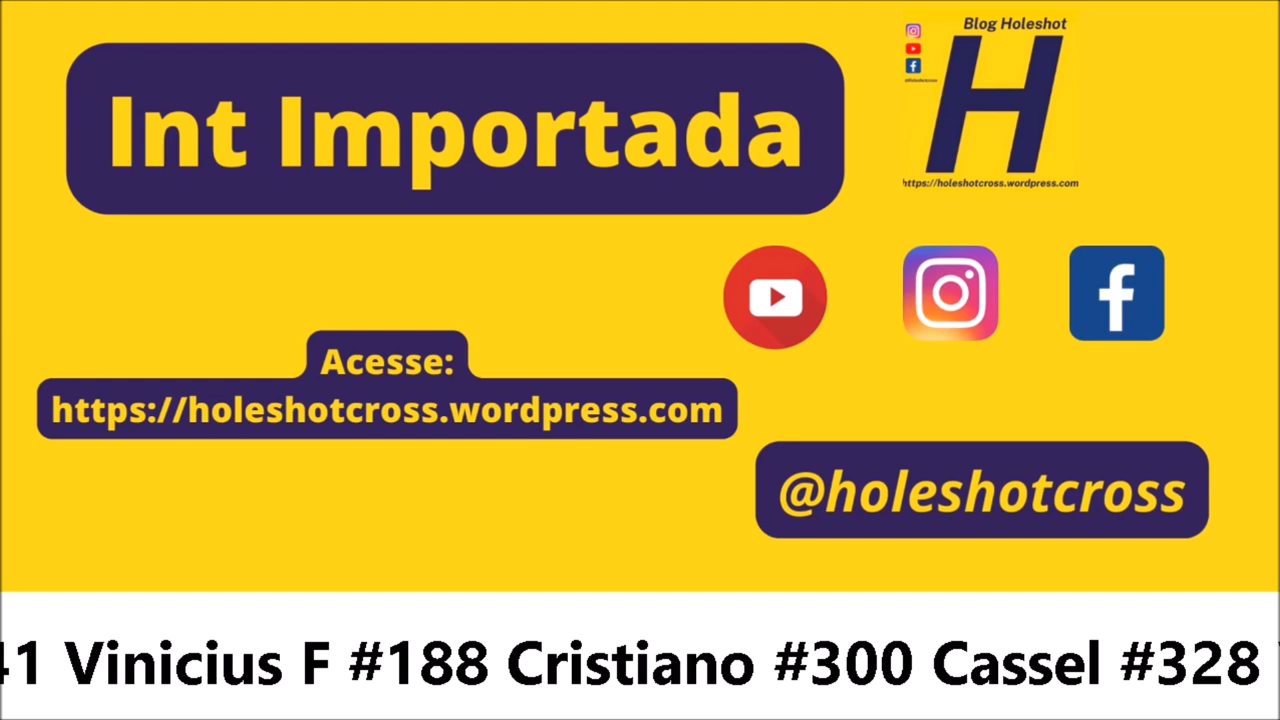 Int Importada
Blog Holeshot
H
https://holeshotcross.wordpress.com
Acesse:
https://holeshotcross.wordpress.com
@holeshotcross
41 Vinicius F #188 Cristiano #300 Cassel #328